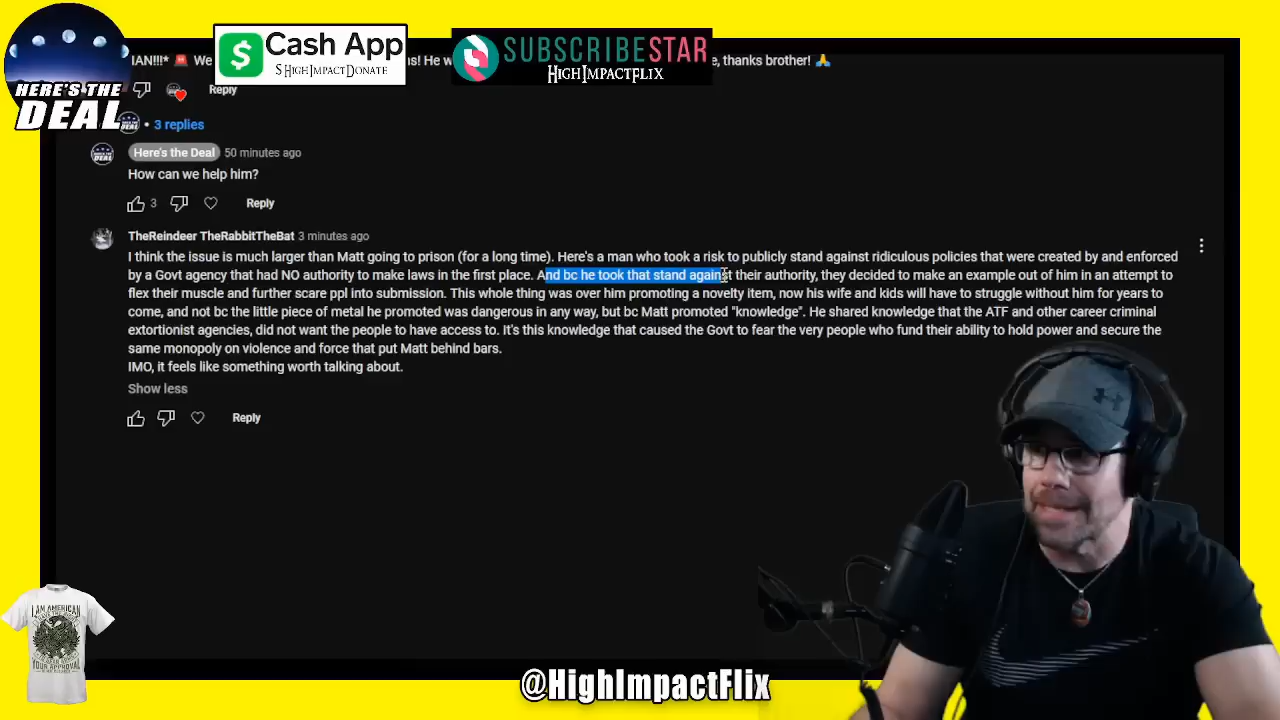 IAN!!!* 🚨 We
Cash App
$HIGHIMPACTDONATE
SUBSCRIBESTAR
HIGHIMPACTFLIX
s! He w
e, thanks brother! 🙏
HERE'S THE
DEAL
Reply
• 3 replies
Here's the Deal 50 minutes ago
How can we help him?
3 Reply
TheReindeer TheRabbitTheBat 3 minutes ago
I think the issue is much larger than Matt going to prison (for a long time). Here's a man who took a risk to publicly stand against ridiculous policies that were created by and enforced
by a Govt agency that had NO authority to make laws in the first place. And bc he took that stand against their authority, they decided to make an example out of him in an attempt to
flex their muscle and further scare ppl into submission. This whole thing was over him promoting a novelty item, now his wife and kids will have to struggle without him for years to
come, and not bc the little piece of metal he promoted was dangerous in any way, but bc Matt promoted "knowledge". He shared knowledge that the ATF and other career criminal
extortionist agencies, did not want the people to have access to. It's this knowledge that caused the Govt to fear the very people who fund their ability to hold power and secure the
same monopoly on violence and force that put Matt behind bars.
IMO, it feels like something worth talking about.
Show less
Reply
I AM AMERICAN
YOUR APPROVAL
@HighImpactFlix